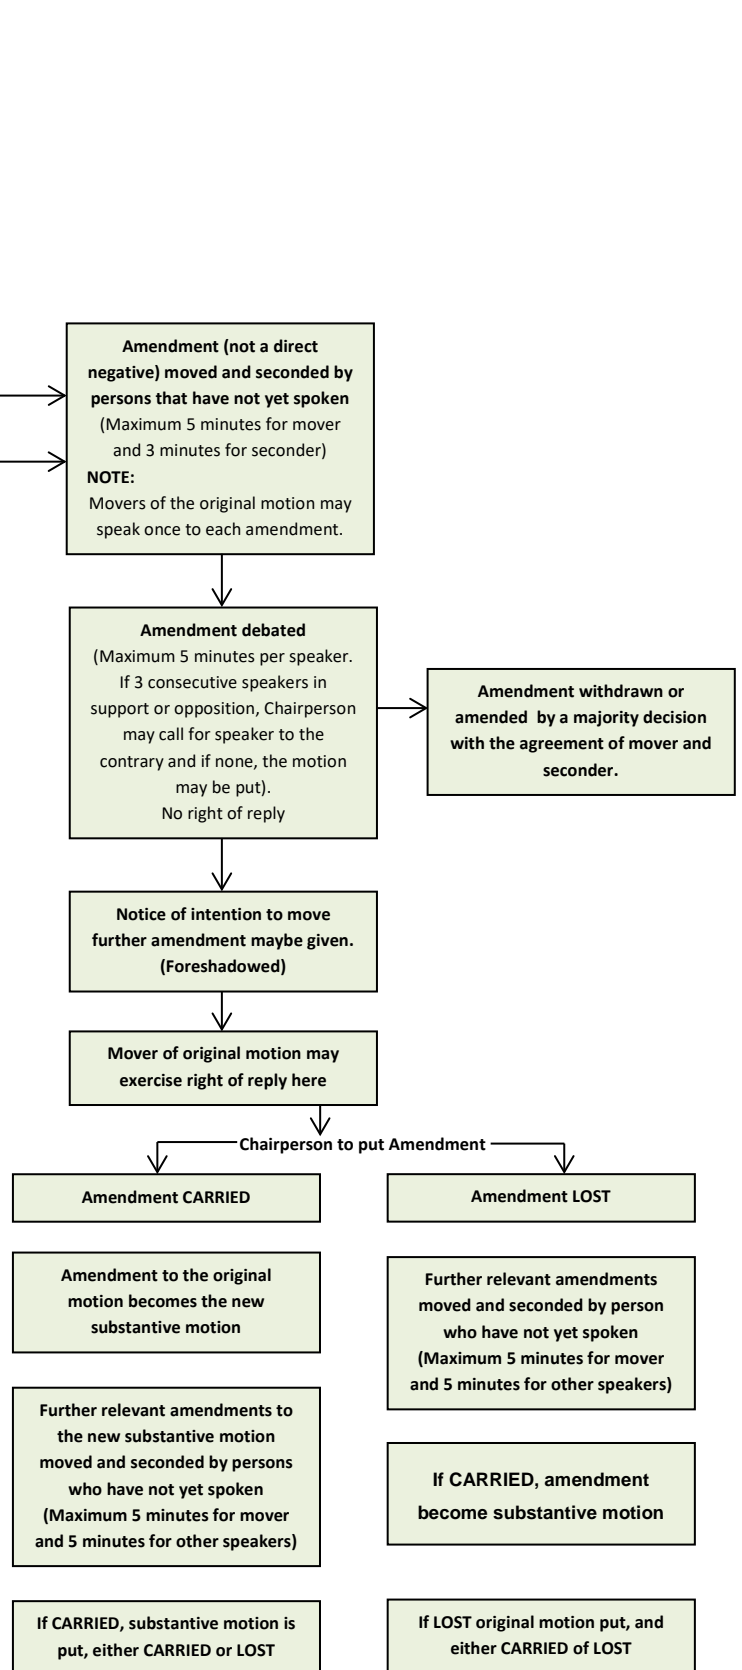 Amendment (not a direct
negative) moved and seconded by
persons that have not yet spoken
(Maximum 5 minutes for mover
and 3 minutes for seconder)
NOTE:
Movers of the original motion may
speak once to each amendment.
Amendment debated
(Maximum 5 minutes per speaker.
If 3 consecutive speakers in
support or opposition, Chairperson
may call for speaker to the
contrary and if none, the motion
may be put).
No right of reply
Amendment withdrawn or
amended by a majority decision
with the agreement of mover and
seconder.
Notice of intention to move
further amendment maybe given.
(Foreshadowed)
Mover of original motion may
exercise right of reply here
Chairperson to put Amendment
Amendment CARRIED
Amendment to the original
motion becomes the new
substantive motion
Further relevant amendments to
the new substantive motion
moved and seconded by persons
who have not yet spoken
(Maximum 5 minutes for mover
and 5 minutes for other speakers)
If CARRIED, substantive motion is
put, either CARRIED or LOST
Amendment LOST
Further relevant amendments
moved and seconded by person
who have not yet spoken
(Maximum 5 minutes for mover
and 5 minutes for other speakers)
If CARRIED, amendment
become substantive motion
If LOST original motion put, and
either CARRIED of LOST